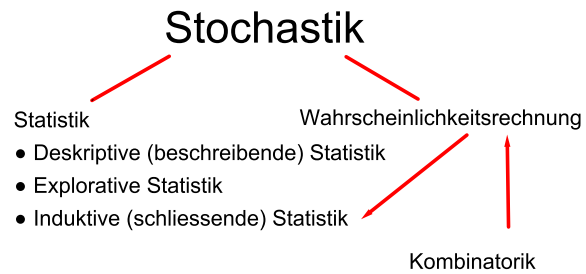 Stochastik
Statistik
Wahrscheinlichkeitsrechnung
● Deskriptive (beschreibende) Statistik
● Explorative Statistik
● Induktive (schliessende) Statistik
Kombinatorik